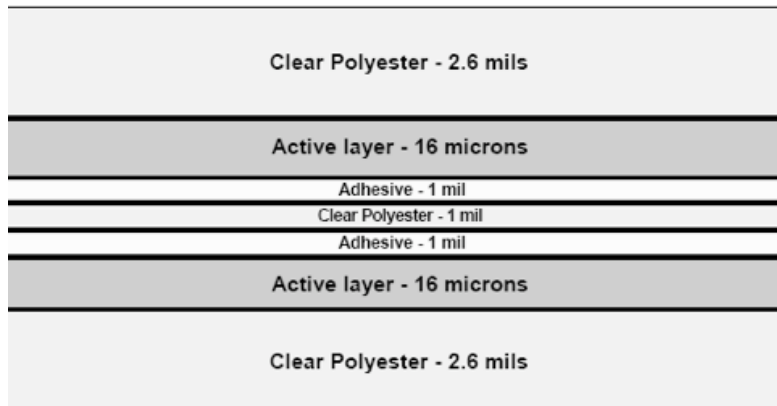 Clear Polyester - 2.6 mils
Active layer - 16 microns
Adhesive - 1 mil
Clear Polyester - 1 mil
Adhesive - 1 mil
Active layer - 16 microns
Clear Polyester - 2.6 mils